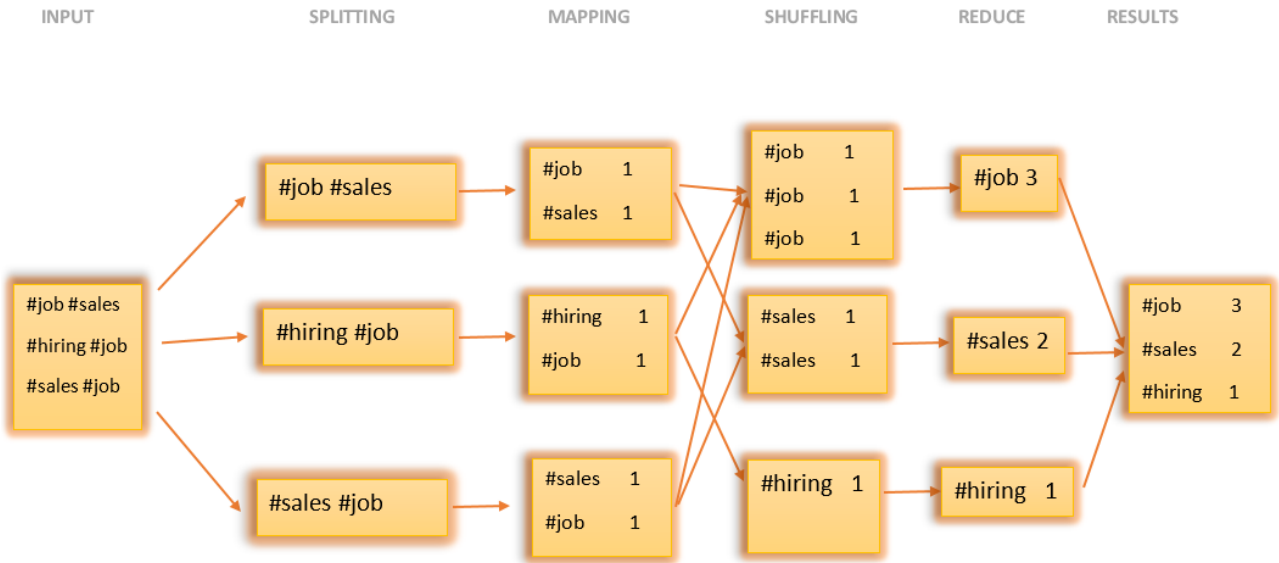 INPUT
SPLITTING
MAPPING
SHUFFLING
REDUCE
RESULTS
#job #sales
#hiring #job
#sales #job
#job #sales
#hiring #job
#sales #job
#job 1
#sales 1
#hiring 1
#job 1
#sales 1
#job 1
#job 1
#job 1
#job 1
#sales 1
#sales 1
#hiring 1
#job 3
#sales 2
#hiring 1
#job 3
#sales 2
#hiring 1